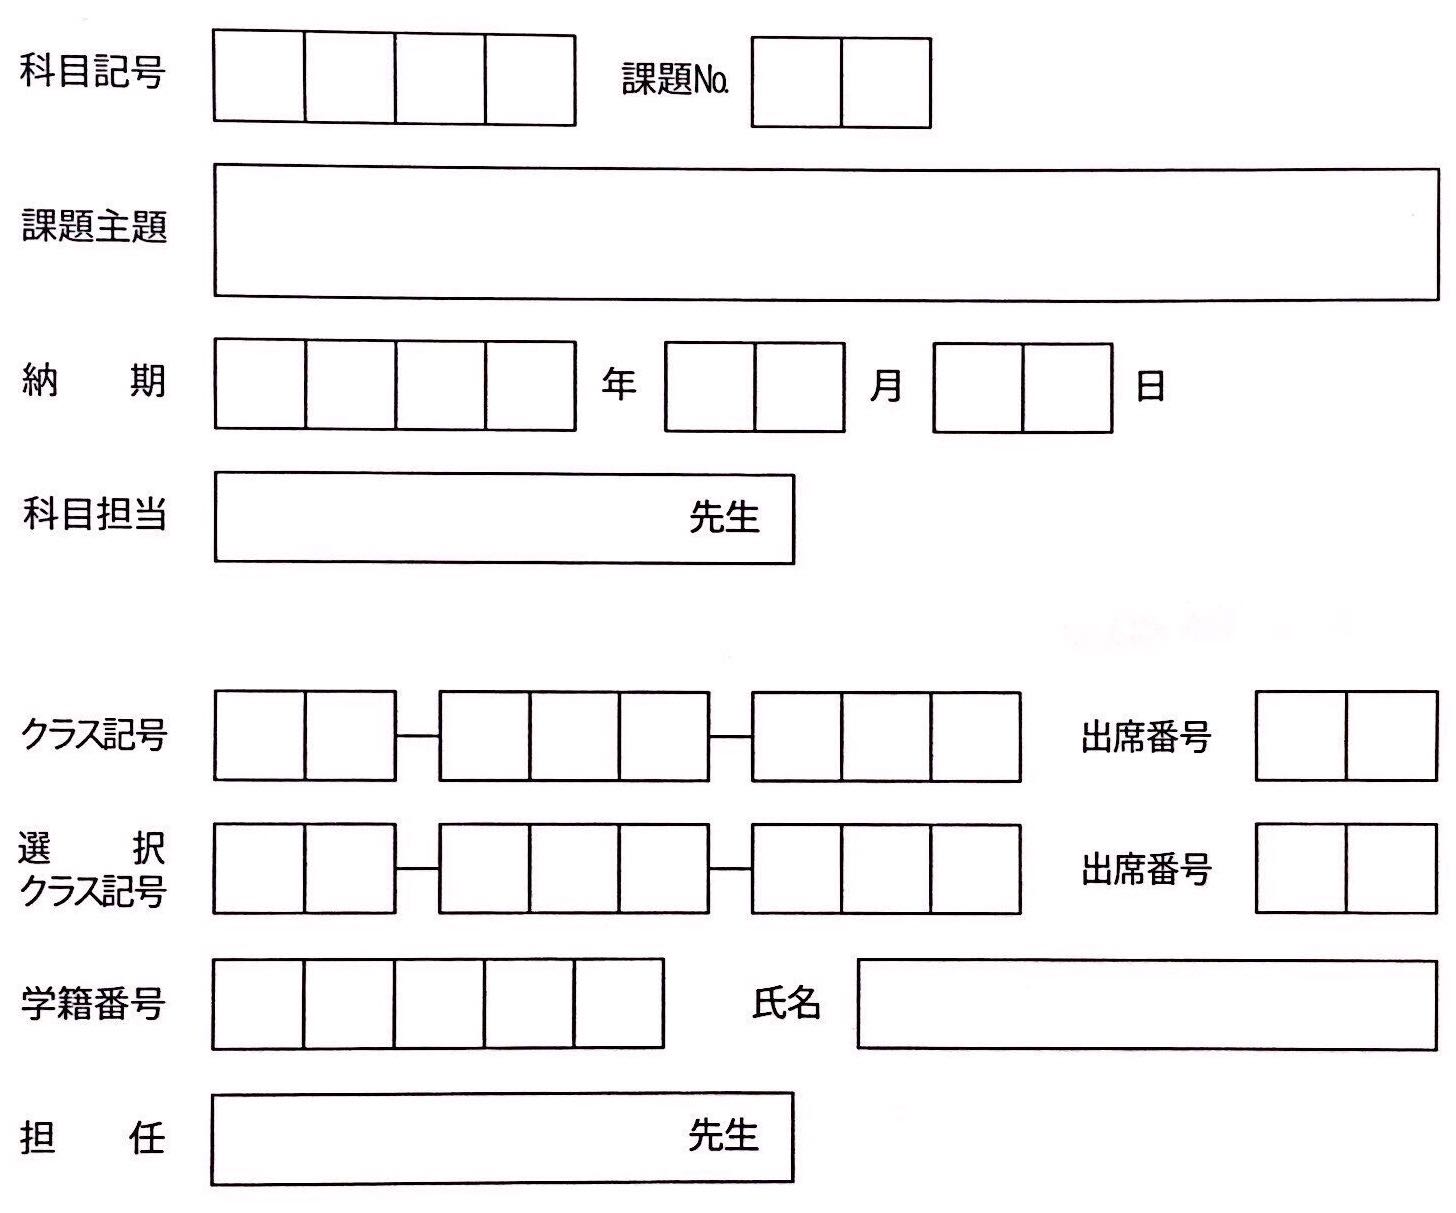 科目記号 課題No.
課題主題
納期 年 月 日
科目担当 先生
クラス記号 出席番号
選択
クラス記号 出席番号
学籍番号 氏名
担任 先生